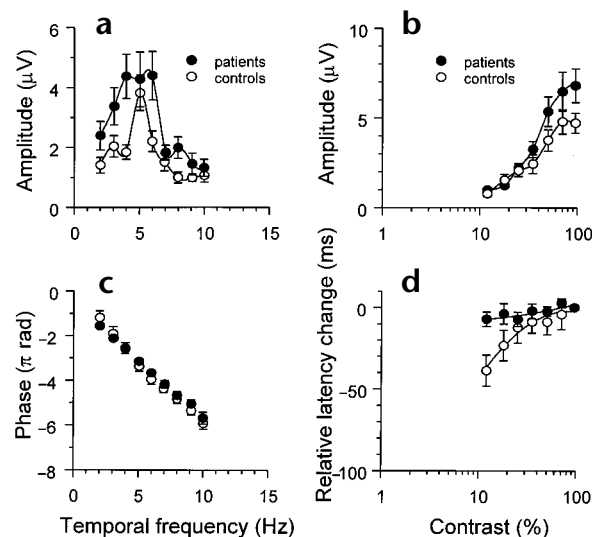 a
patients
controls
Amplitude (μV)
6
4
2
0
0
5
10
15
b
patients
controls
Amplitude (μV)
10
5
0
1
10
100
c
Phase (π rad)
0
-2
-4
-6
-8
0
5
10
15
Temporal frequency (Hz)
d
Relative latency change (ms)
0
-50
-100
1
10
100
Contrast (%)